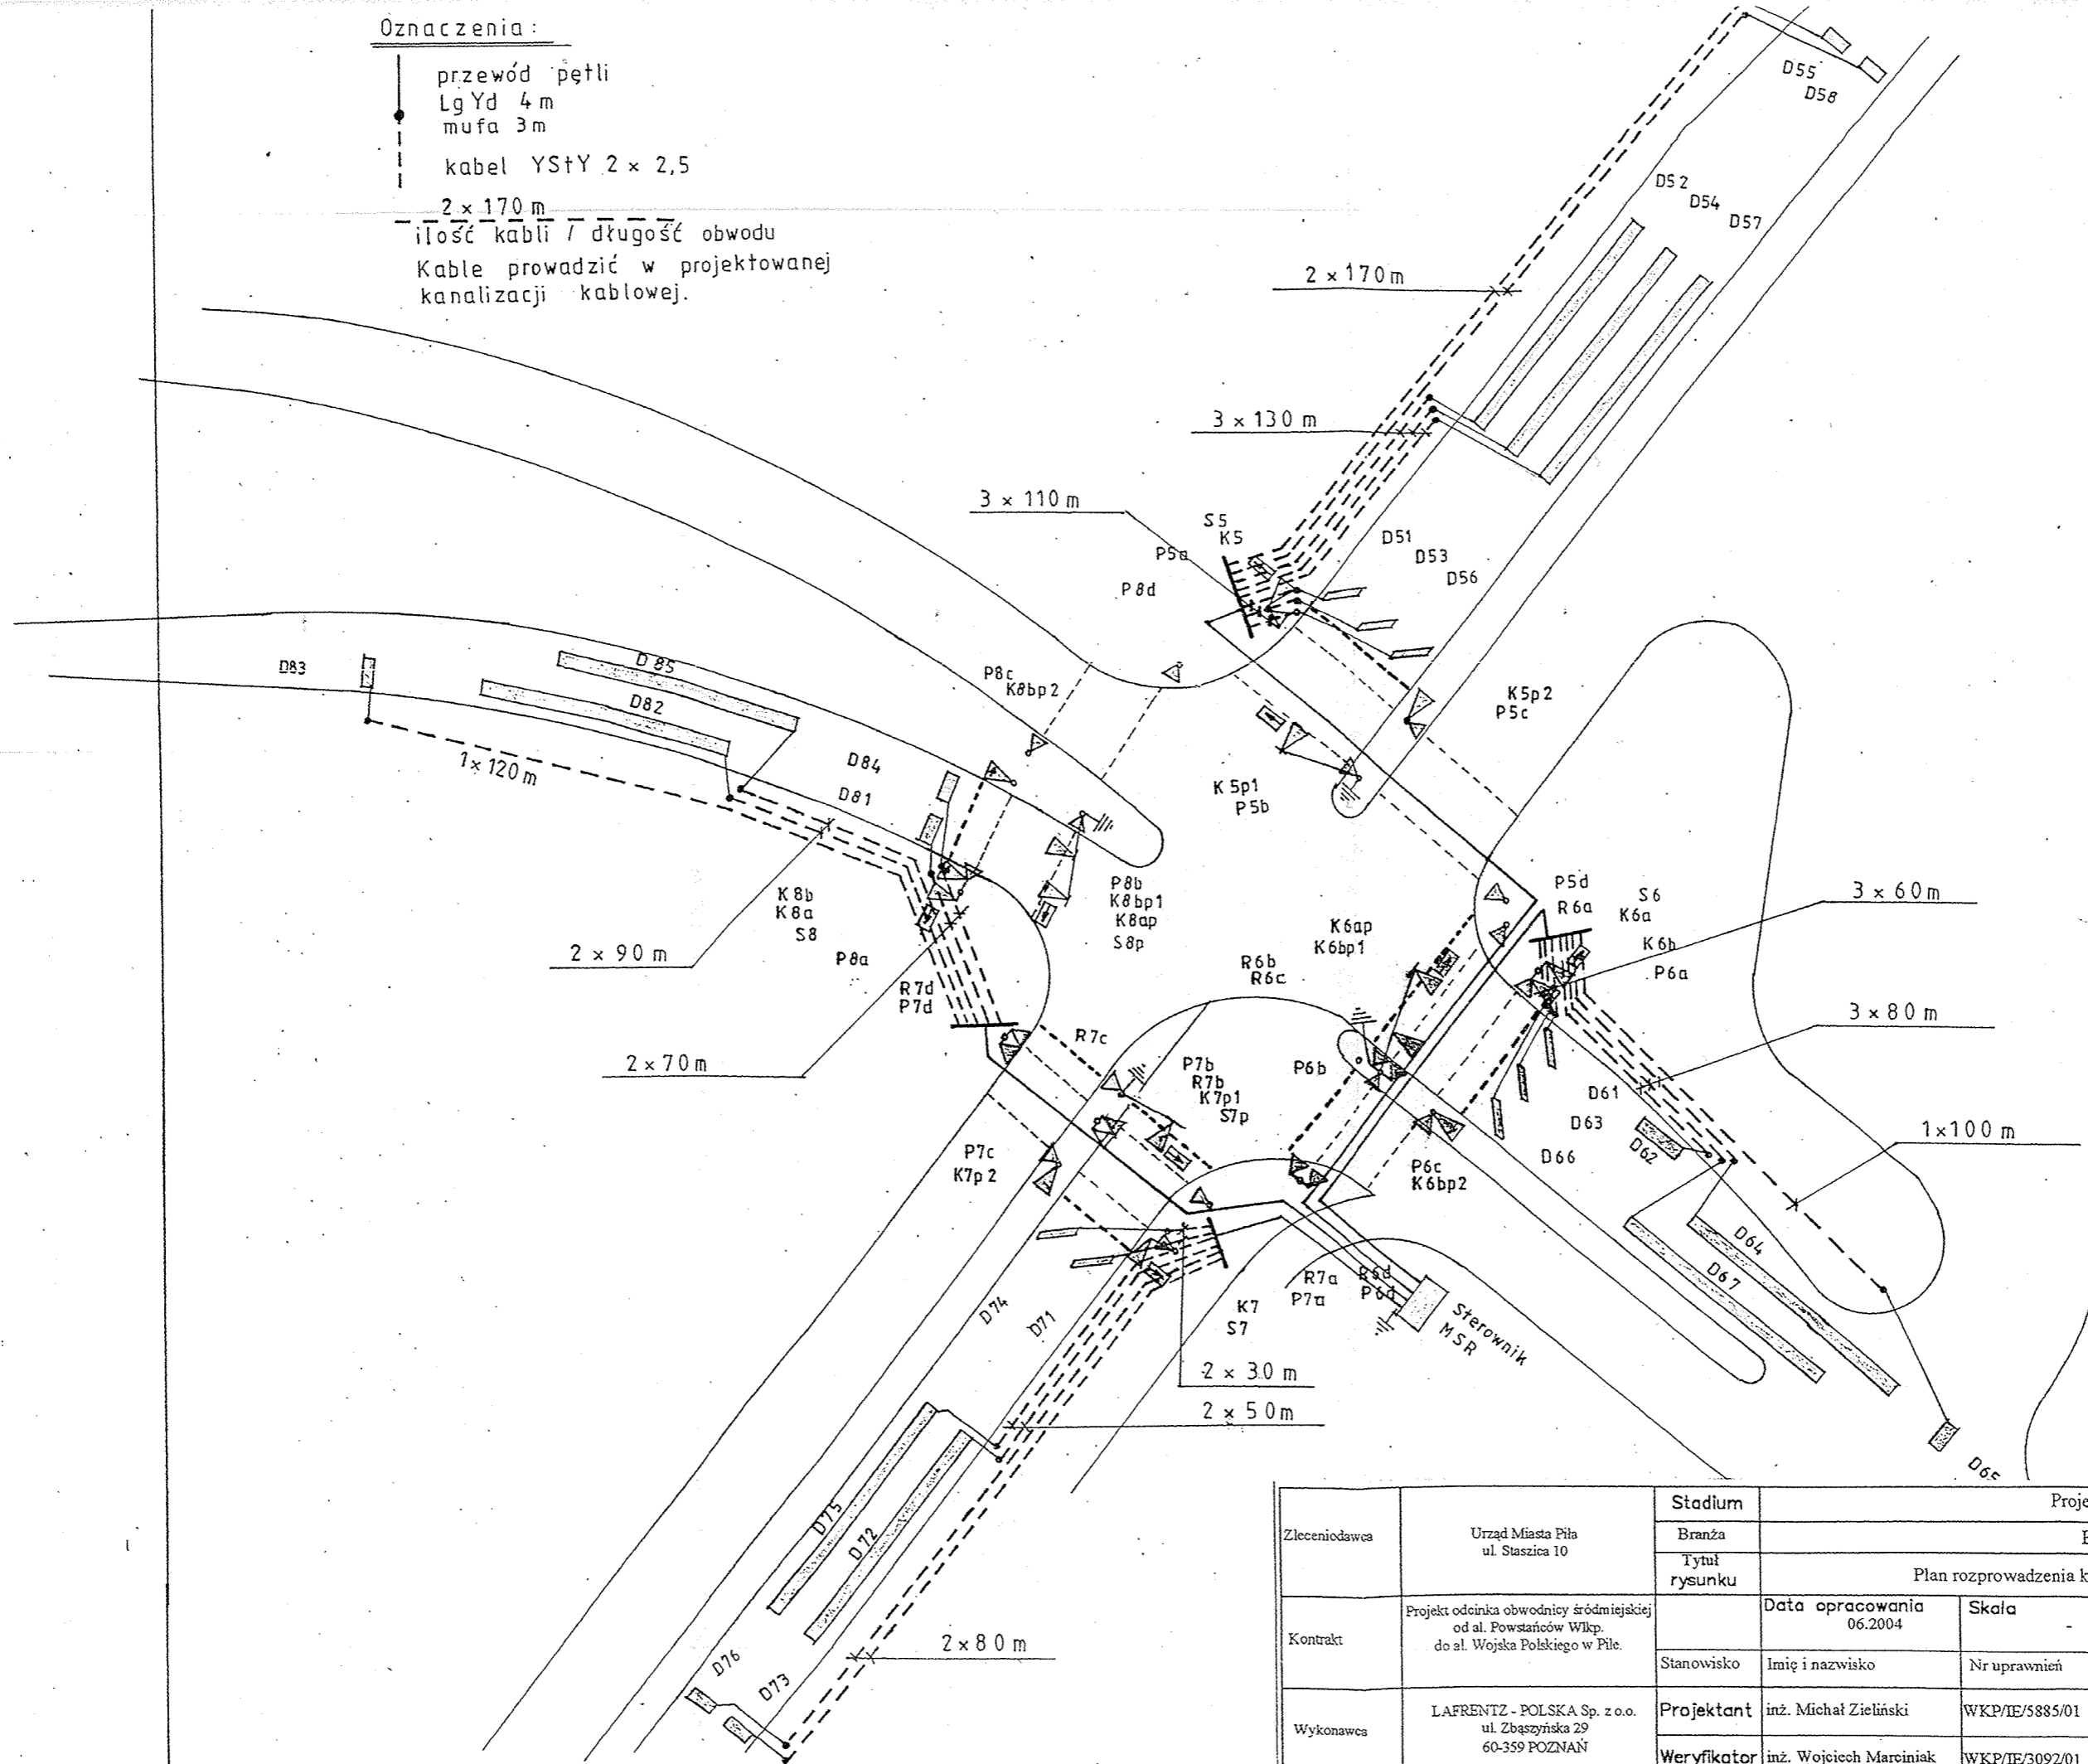 Oznaczenia :
przewód pętli
LgYd 4m
mufa 3m
kabel YStY 2 × 2,5
2 × 170 m
ilość kabli / długość obwodu
Kable prowadzić w projektowanej
kanalizacji kablowej.
D55
D58
D52
D54
D57
2 × 170m
3 × 130 m
3 × 110 m
S5
K5
P5a
P8d
D51
D53
D56
D83
D85
D82
1×120m
P8c
K8bp2
K5p2
P5c
D84
D81
K5p1
P5b
K8b
K8a
S8
P8a
P8b
K8bp1
K8ap
S8p
2 × 90 m
P5d
R6a
S6
K6a
K6b
P6a
3 × 60m
K6ap
K6bp1
R6b
R6c
R7d
P7d
R7c
3 × 80 m
2 × 70m
P7b
R7b
K7p1
S7p
P6b
D61
D63
D66
D62
1×100 m
P7c
K7p2
P6c
K6bp2
D64
D67
R7a
P7a
R6d
P6d
K7
S7
Sterownik
MSR
D74
D71
2 × 30 m
2 × 50m
D65
D75
D72
D76
D73
2×80m
Zleceniodawca
Urząd Miasta Piła
ul. Staszica 10
Stadium
Proje
Branża
Tytuł
rysunku
Plan rozprowadzenia k
Kontrakt
Projekt odcinka obwodnicy śródmiejskiej
od al. Powstańców Wlkp.
do al. Wojska Polskiego w Pile.
Data opracowania
06.2004
Skala
-
Stanowisko
Imię i nazwisko
Nr uprawnień
Wykonawca
LAFRENTZ - POLSKA Sp. z o.o.
ul. Zbąszyńska 29
60-359 POZNAŃ
Projektant
inż. Michał Zieliński
WKP/IE/5885/01
Weryfikator
inż. Wojciech Marciniak
WKP/IE/3092/01